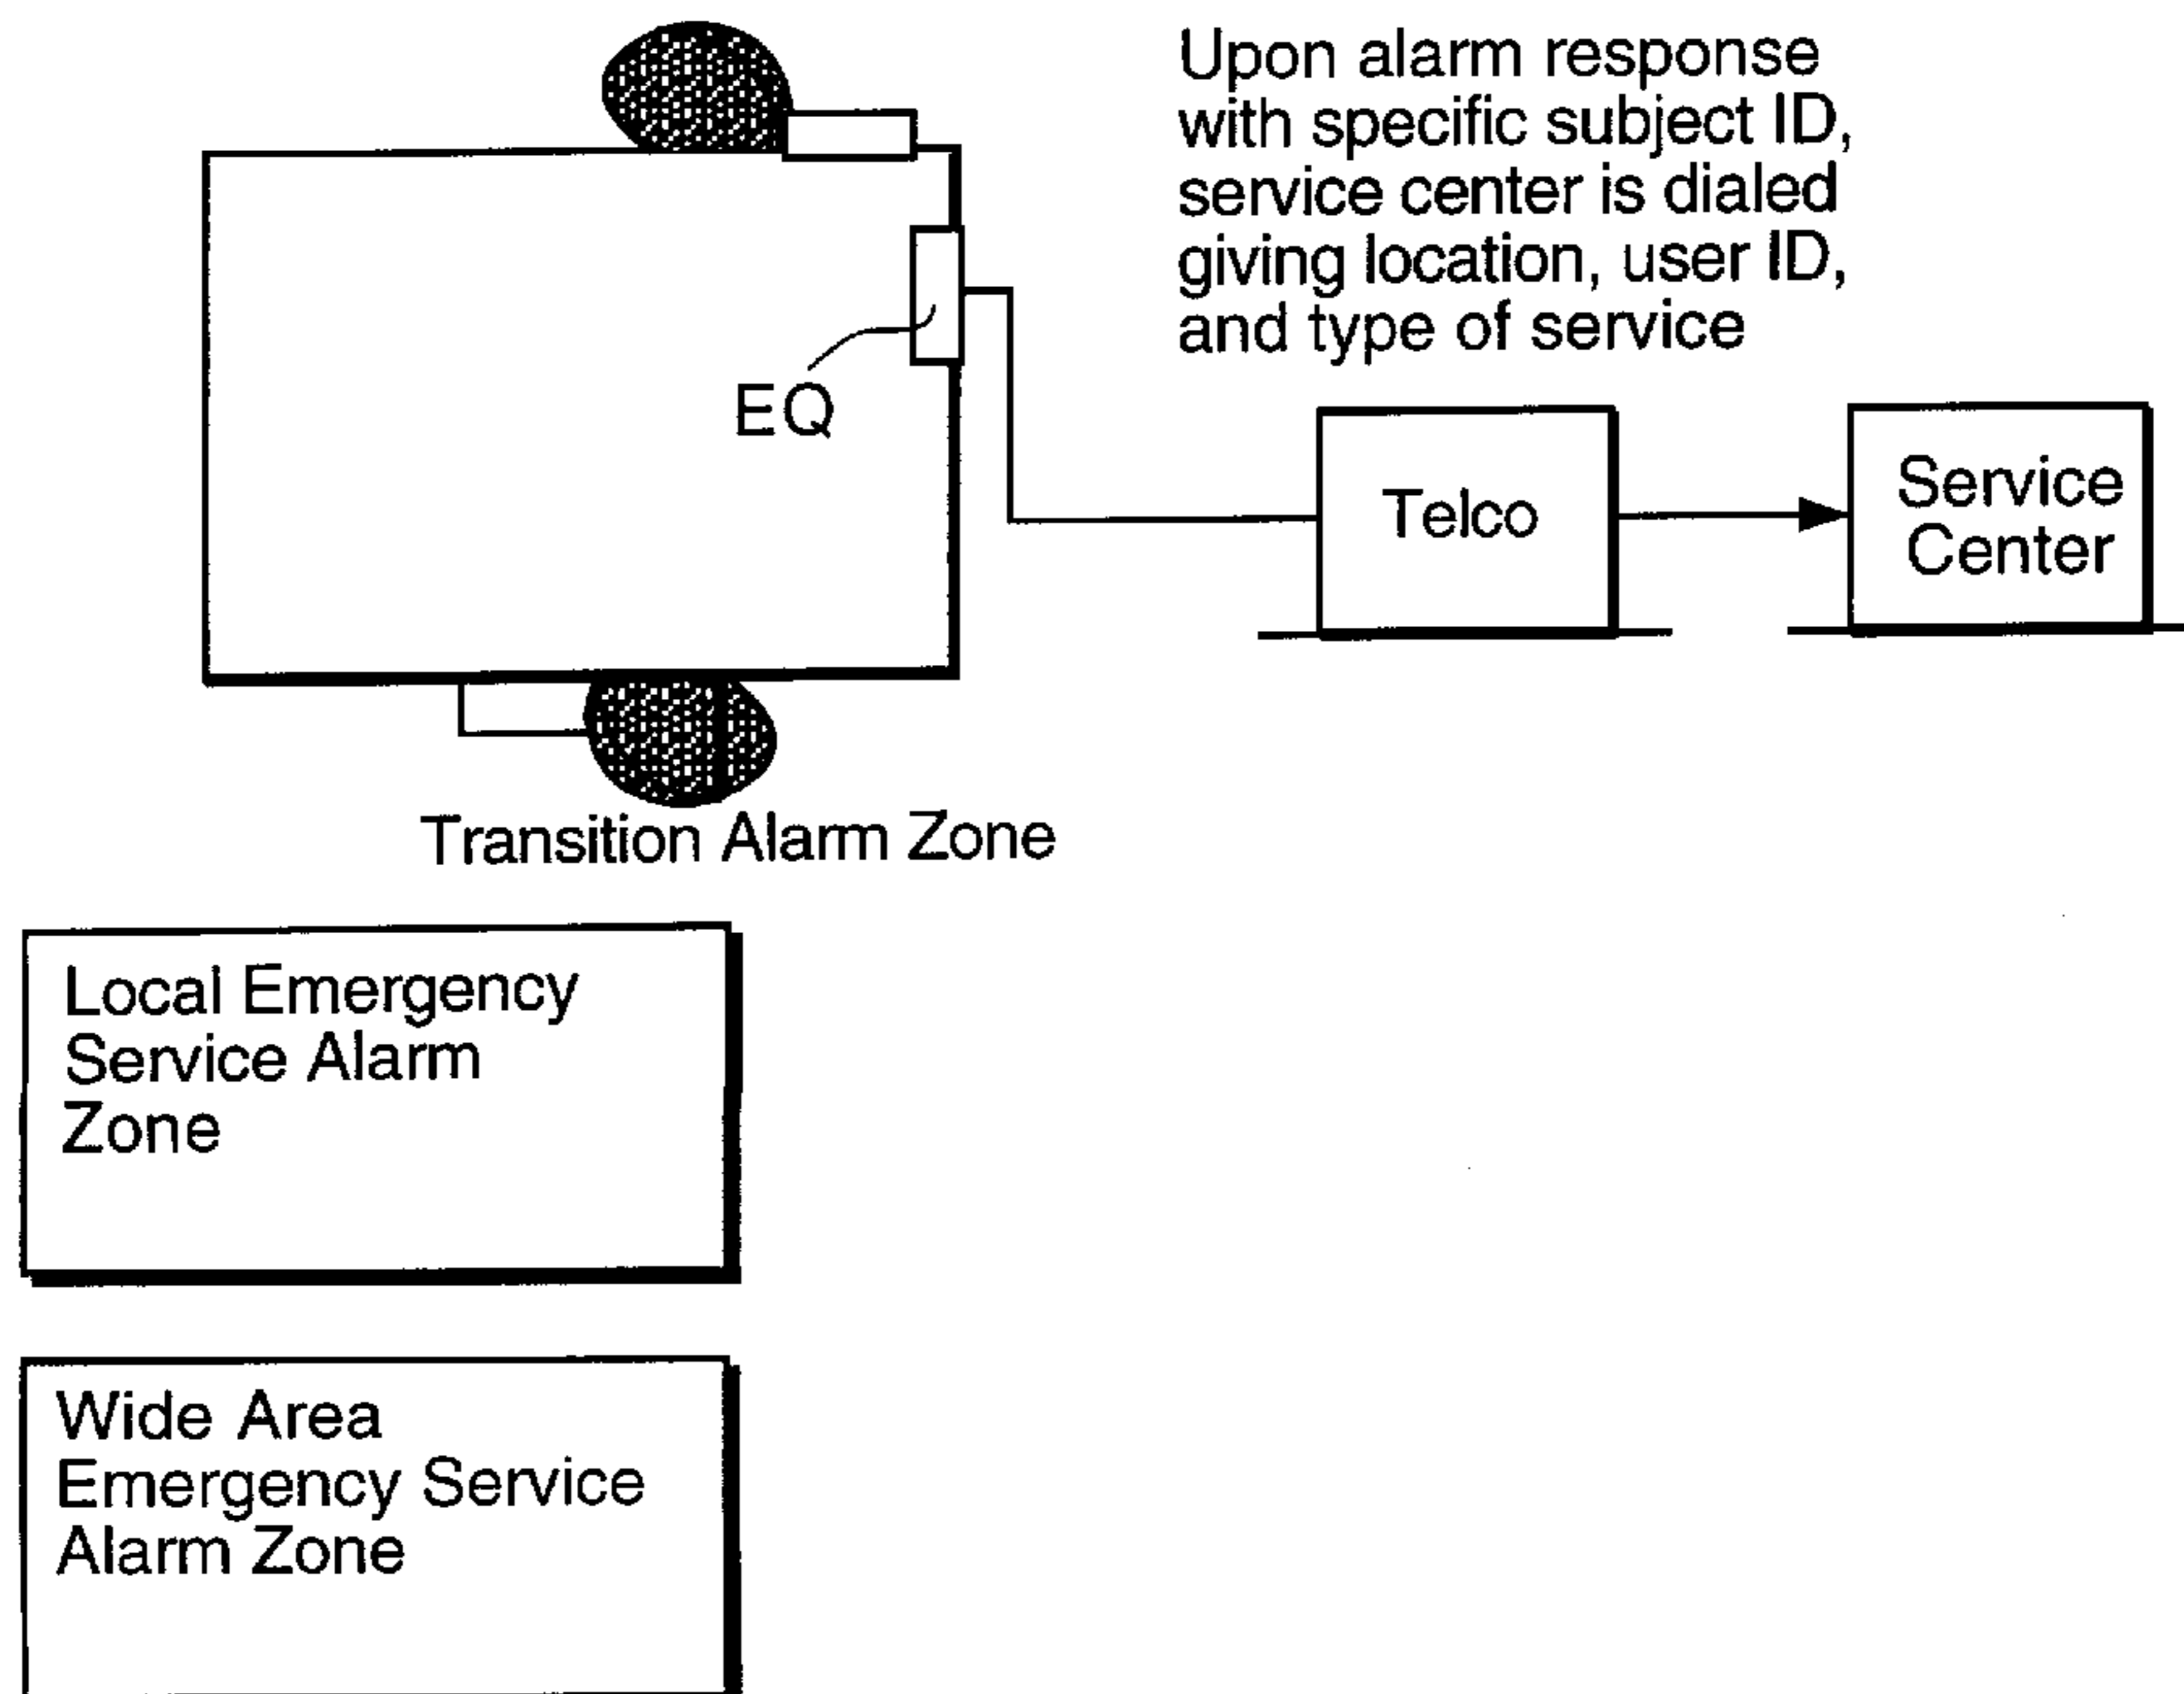 Upon alarm response
with specific subject ID,
service center is dialed
giving location, user ID,
and type of service
EQ
Telco
Service
Center
Transition Alarm Zone
Local Emergency
Service Alarm
Zone
Wide Area
Emergency Service
Alarm Zone